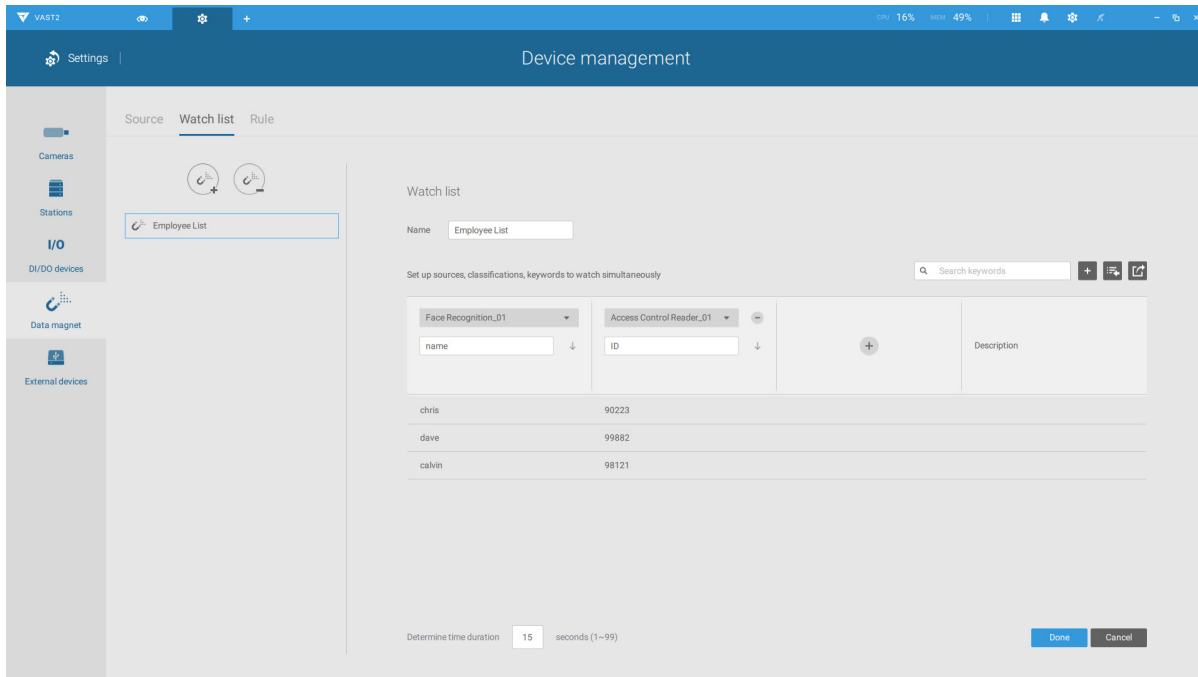 VAST2
+
CPU 16% MEM 49%
Settings
Device management
Cameras
Stations
I/O
DI/DO devices
Data magnet
External devices
Source Watch list Rule
Employee List
Watch list
Name Employee List
Set up sources, classifications, keywords to watch simultaneously
Search keywords
Face Recognition_01 Access Control Reader_01
name ID Description
chris 90223
dave 99882
calvin 98121
Determine time duration 15 seconds (1~99)
Done Cancel